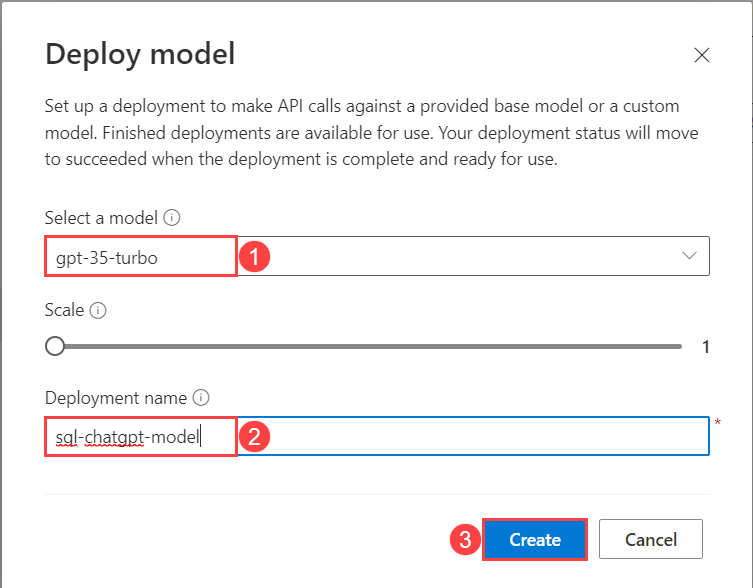 Deploy model
Set up a deployment to make API calls against a provided base model or a custom
model. Finished deployments are available for use. Your deployment status will move
to succeeded when the deployment is complete and ready for use.
Select a model
gpt-35-turbo 1
Scale
1
Deployment name
sql-chatgpt-model 2 *
3 Create Cancel